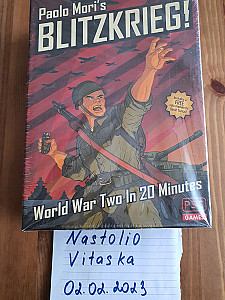 Paolo Mori's
BLITZKRIEG!
World War Two In 20 Minutes
PSC
GAMES
Nastolio
Vitaska
02.02.2023